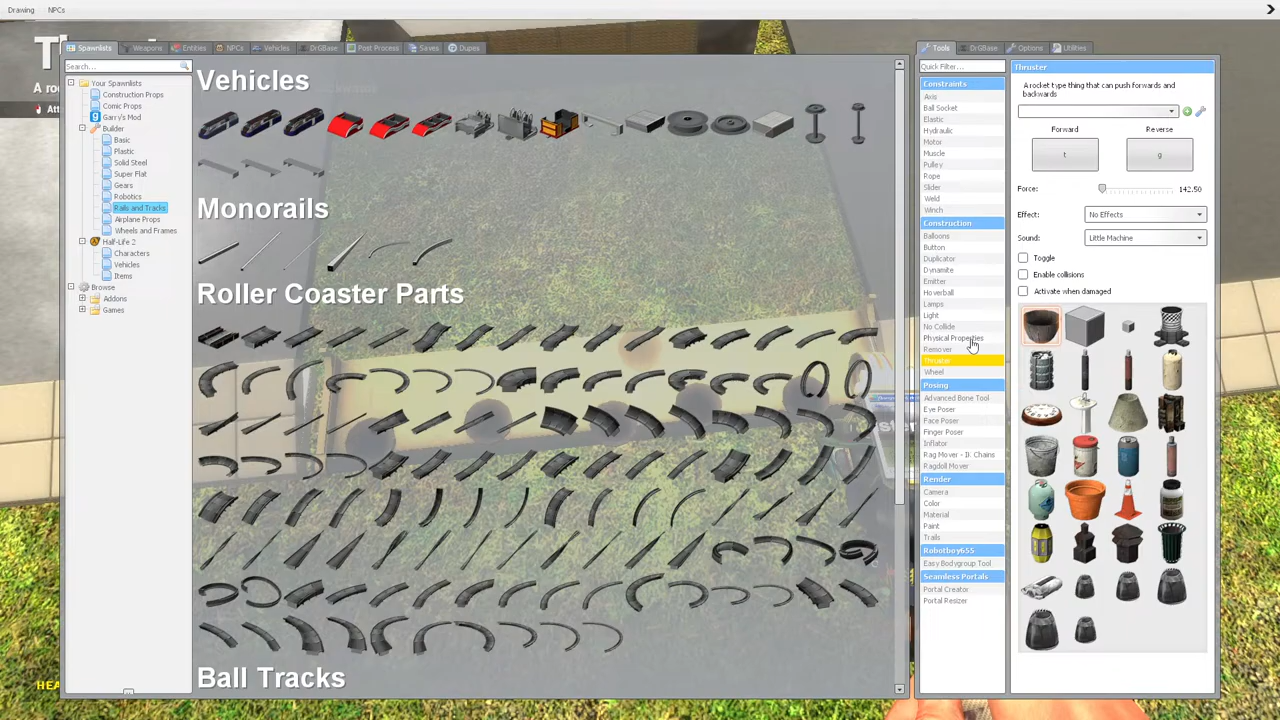 Drawing NPCs
Spawnlists Weapons Entities NPCs Vehicles DrGBase Post Process Saves Dupes
Search...
Your Spawnlists
Construction Props
Comic Props
Garry's Mod
Builder
Basic
Plastic
Solid Steel
Super Flat
Gears
Robotics
Rails and Tracks
Airplane Props
Wheels and Frames
Half-Life 2
Characters
Vehicles
Items
Browse
Addons
Games
Vehicles
Monorails
Roller Coaster Parts
Ball Tracks
Tools DrGBase Options Utilities
Quick Filter...
Constraints
Axis
Ball Socket
Elastic
Hydraulic
Motor
Muscle
Pulley
Rope
Slider
Weld
Winch
Construction
Balloons
Button
Duplicator
Dynamite
Emitter
Hoverball
Lamps
Light
No Collide
Physical Properties
Remover
Thruster
Wheel
Posing
Advanced Bone Tool
Eye Poser
Face Poser
Finger Poser
Inflator
Rag Mover - D. Chains
Ragdoll Mover
Render
Camera
Color
Material
Paint
Trails
Robotboy655
Easy Bodygroup Tool
Seamless Portals
Portal Creator
Portal Resizer
Thruster
A rocket type thing that can push forwards and
backwards
Forward Reverse
t g
Force: 142.50
Effect: No Effects
Sound: Little Machine
Toggle
Enable collisions
Activate when damaged